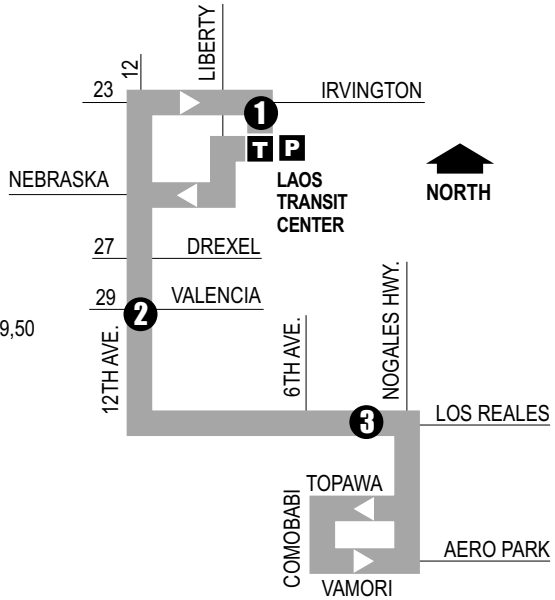 LIBERTY
12
23
IRVINGTON
1
T P
NEBRASKA
LAOS
TRANSIT
CENTER
NORTH
27
DREXEL
29
VALENCIA
2
9,50
12TH AVE.
6TH AVE.
NOGALES HWY.
3
LOS REALES
TOPAWA
COMOBABI
AERO PARK
VAMORI